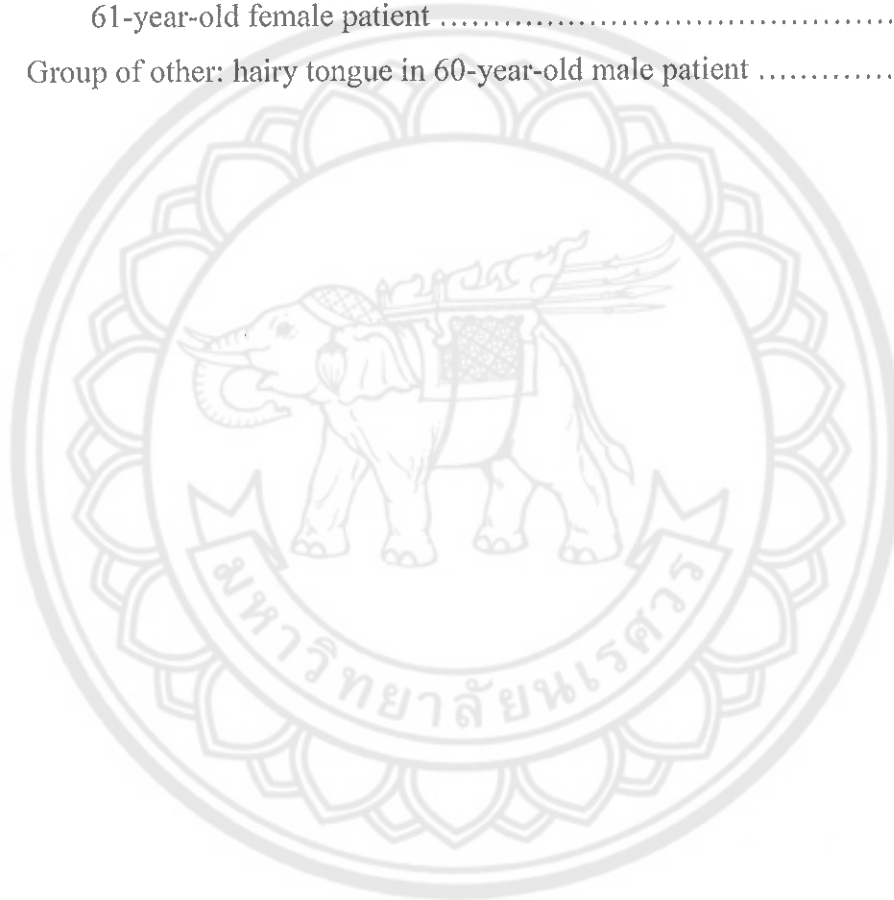 61-year-old female patient ..........................................
Group of other: hairy tongue in 60-year-old male patient .............
มหาวิทยาลัยนเรศวร